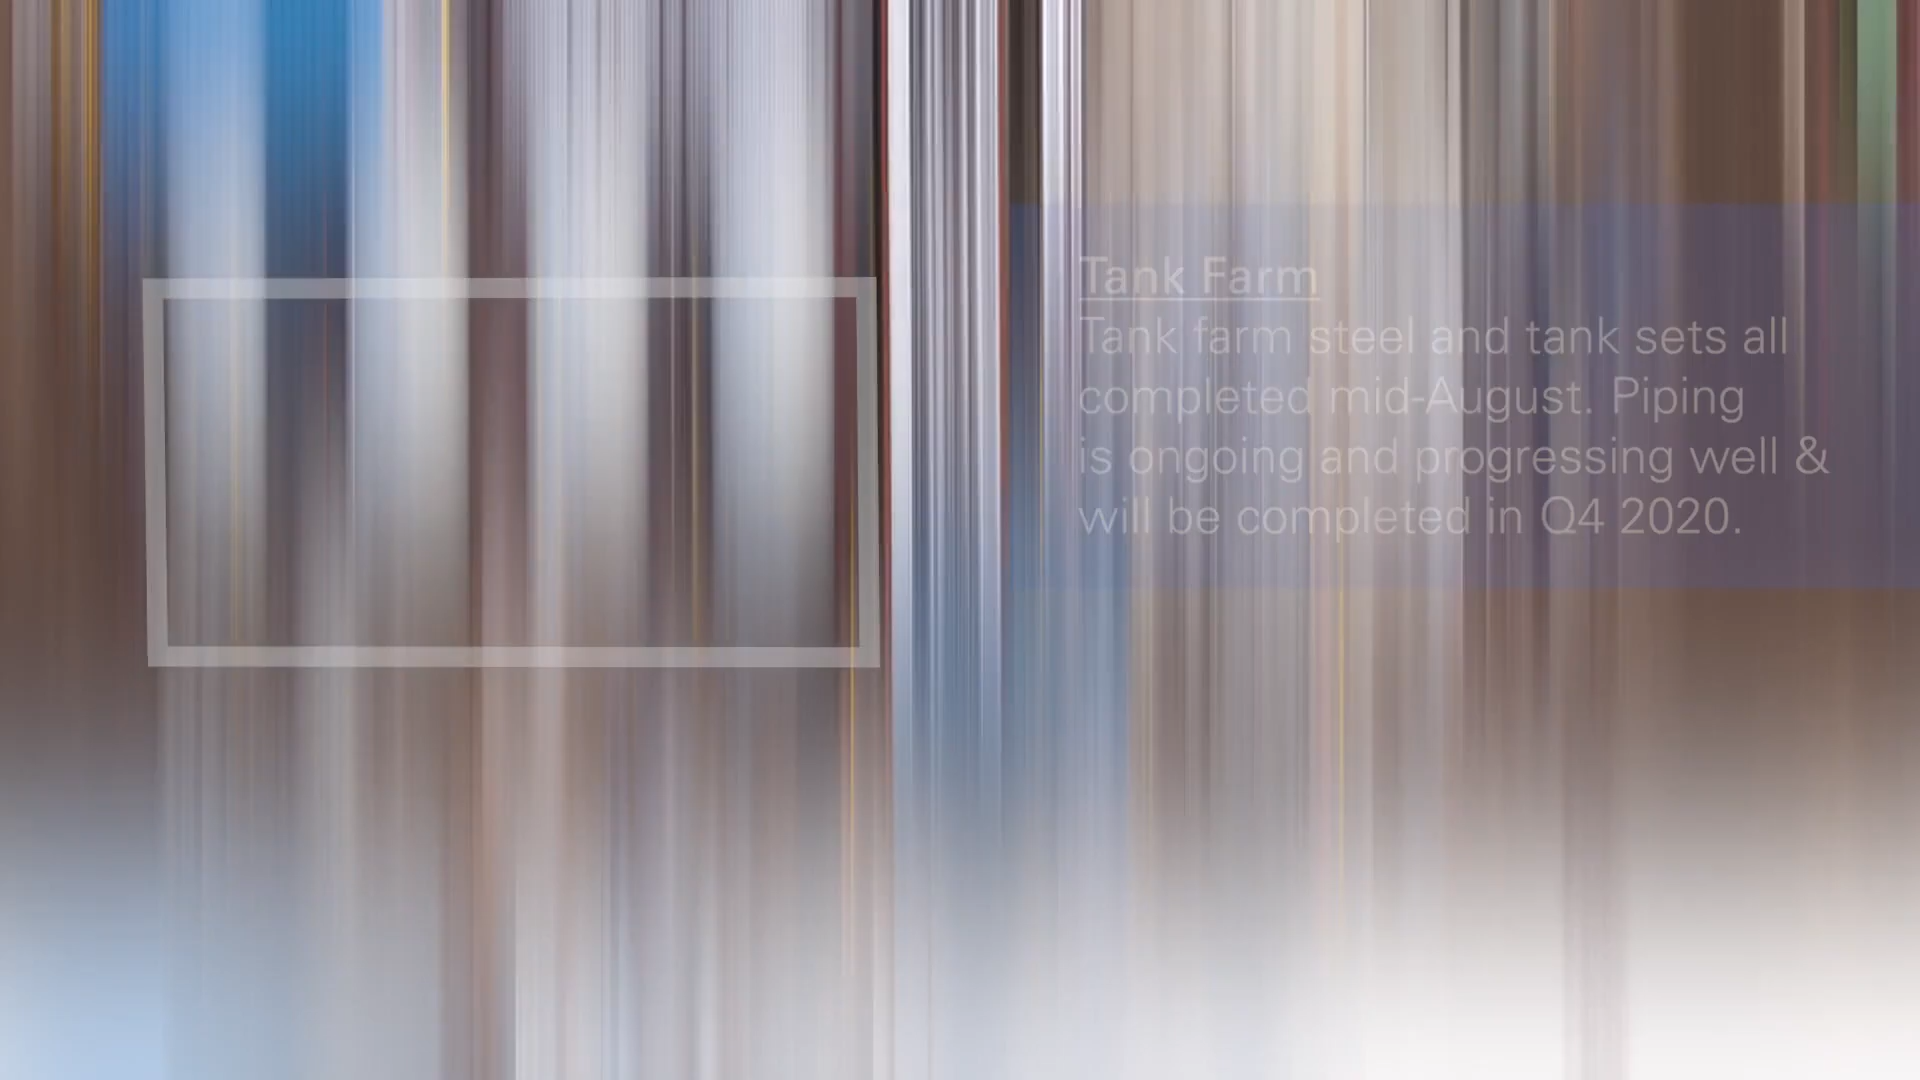 Tank Farm
Tank farm steel and tank sets all
completed mid-August. Piping
is ongoing and progressing well &
will be completed in Q4 2020.